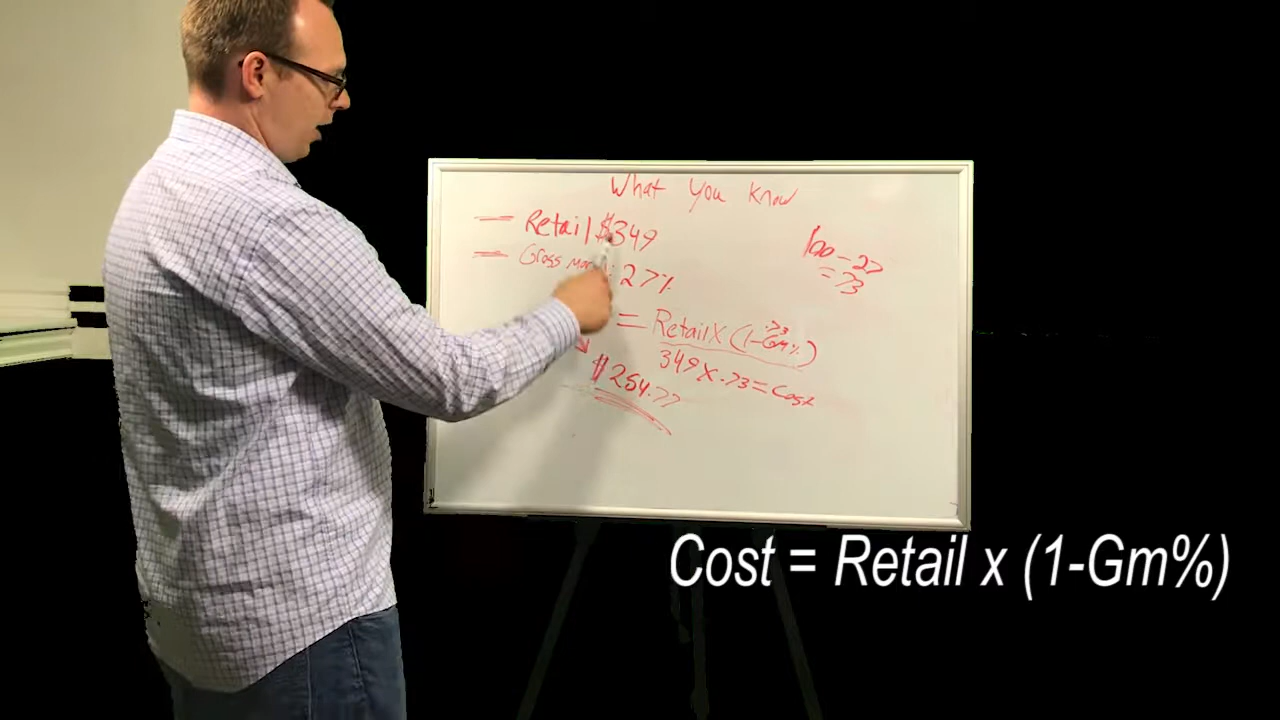 What you know
— Retail $349
— Gross 27%
100 - 27
= 73
= Retail X (1-GM%)
.73
349 X .73 = Cost
$254.77
Cost = Retail x (1-Gm%)